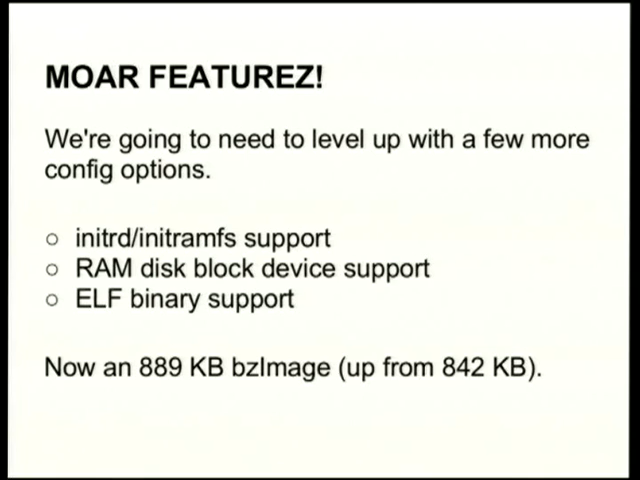 MOAR FEATUREZ!
We're going to need to level up with a few more
config options.
○ initrd/initramfs support
○ RAM disk block device support
○ ELF binary support
Now an 889 KB bzImage (up from 842 KB).